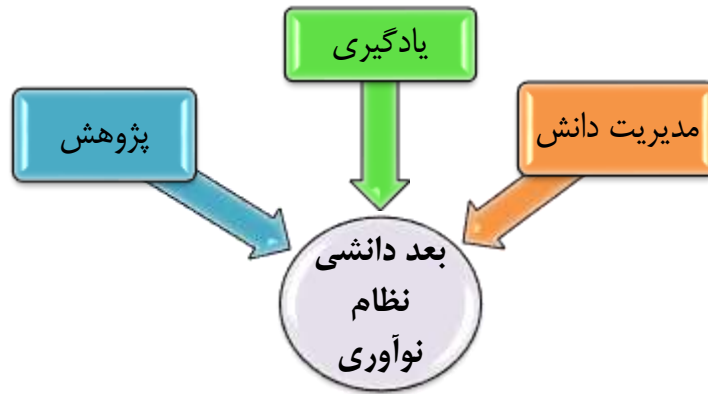 یادگیری
مدیریت دانش
پژوهش
بعد دانشی
نظام
نوآوری